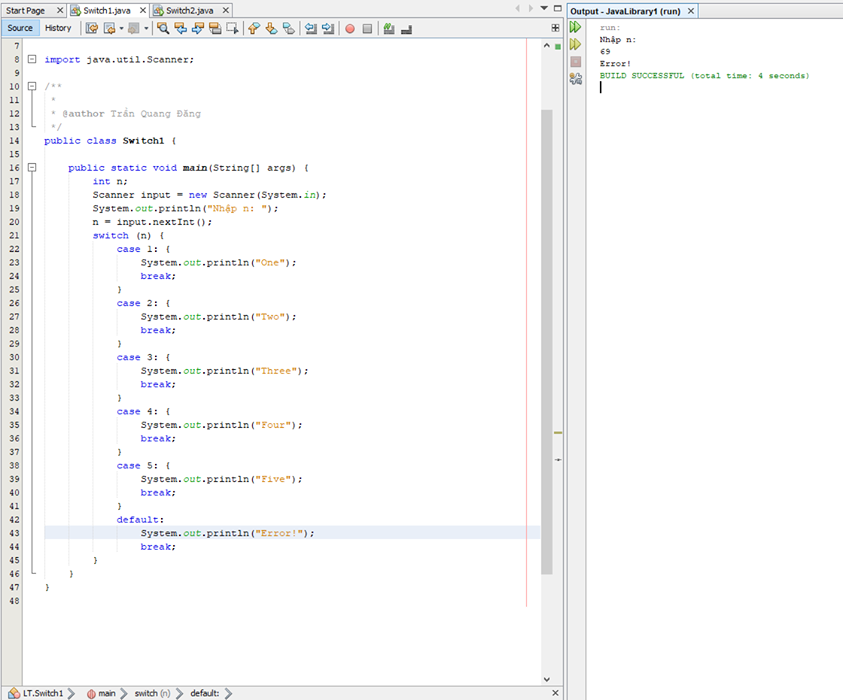 Start Page
Switch1.java
Switch2.java
Source History
7
8 import java.util.Scanner;
9
10 /**
11 *
12 * @author Trần Quang Đăng
13 */
14 public class Switch1 {
15
16 public static void main(String[] args) {
17 int n;
18 Scanner input = new Scanner(System.in);
19 System.out.println("Nhập n: ");
20 n = input.nextInt();
21 switch (n) {
22 case 1: {
23 System.out.println("One");
24 break;
25 }
26 case 2: {
27 System.out.println("Two");
28 break;
29 }
30 case 3: {
31 System.out.println("Three");
32 break;
33 }
34 case 4: {
35 System.out.println("Four");
36 break;
37 }
38 case 5: {
39 System.out.println("Five");
40 break;
41 }
42 default:
43 System.out.println("Error!");
44 break;
45 }
46 }
47 }
48
LT.Switch1 main switch (n) default:
Output - JavaLibrary1 (run)
run:
Nhập n:
69
Error!
BUILD SUCCESSFUL (total time: 4 seconds)